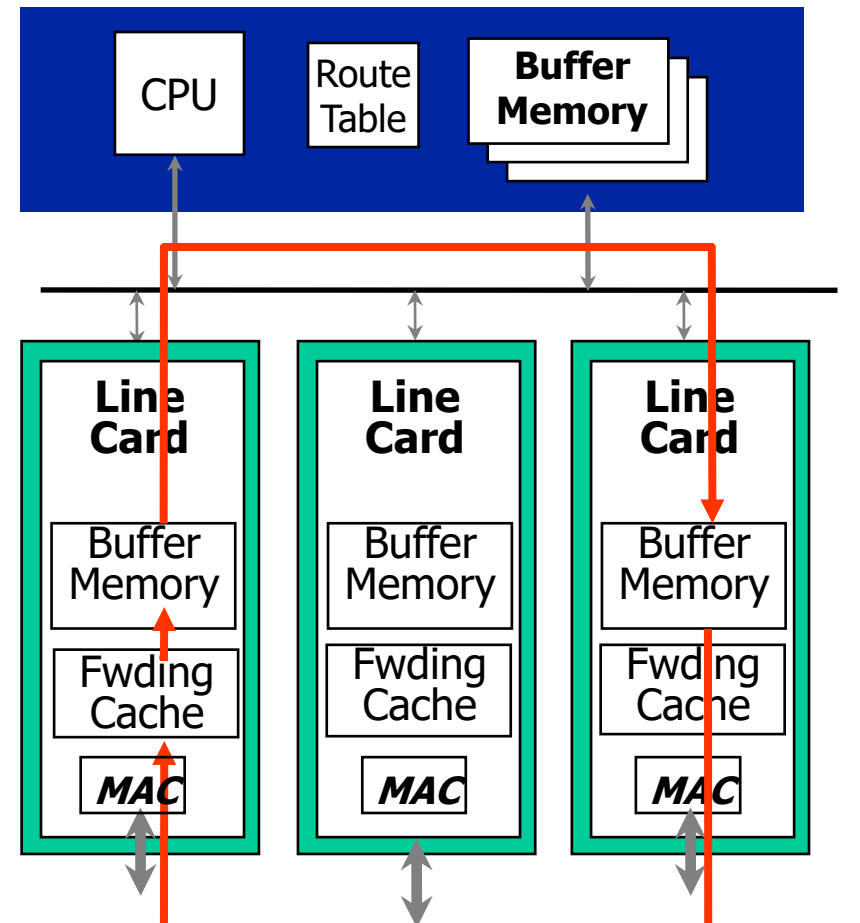 CPU
Route
Table
Buffer
Memory
Line
Card
Buffer
Memory
Fwding
Cache
MAC
Line
Card
Buffer
Memory
Fwding
Cache
MAC
Line
Card
Buffer
Memory
Fwding
Cache
MAC